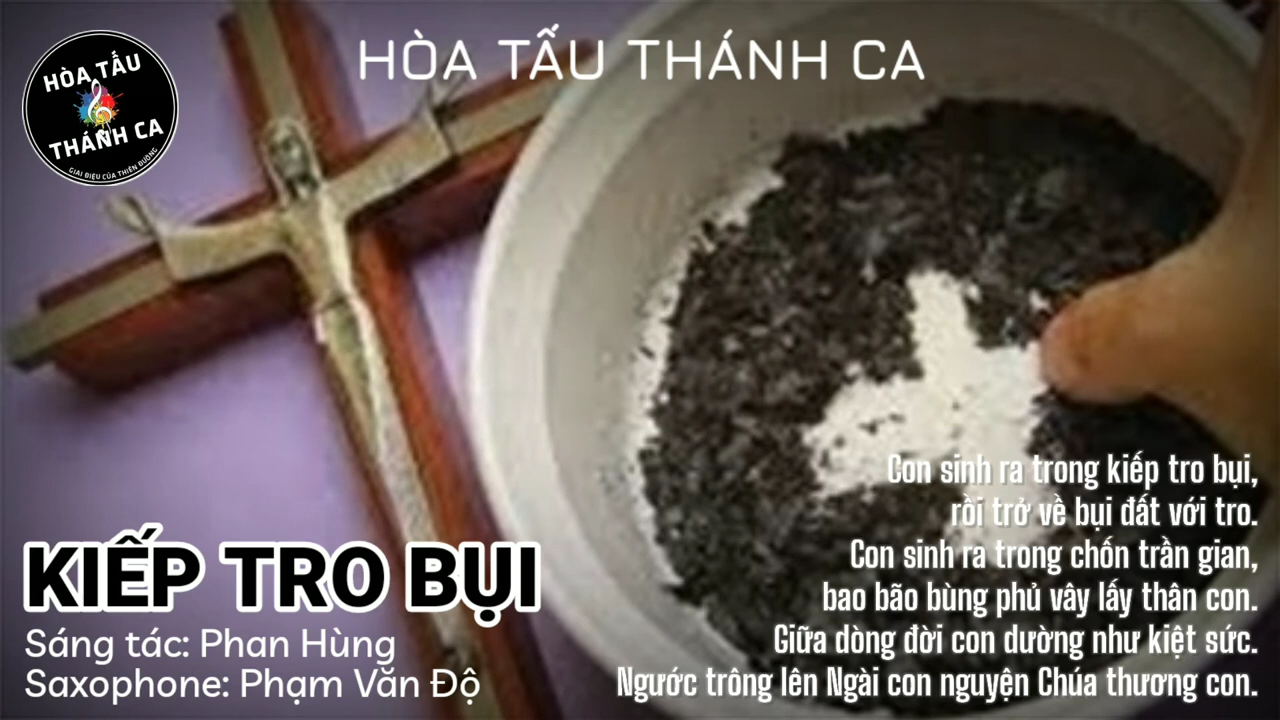 HÒA TẤU THÁNH CA
HÒA TẤU
THÁNH CA
GIAI ĐIỆU CỦA THIÊN ĐƯỜNG
Con sinh ra trong kiếp tro bụi,
rồi trở về bụi đất với tro.
Con sinh ra trong chốn trần gian,
bao bão bùng phủ vây lấy thân con.
Giữa dòng đời con dường như kiệt sức.
Ngước trông lên Ngài con nguyện Chúa thương con.
KIẾP TRO BỤI
Sáng tác: Phan Hùng
Saxophone: Phạm Văn Độ